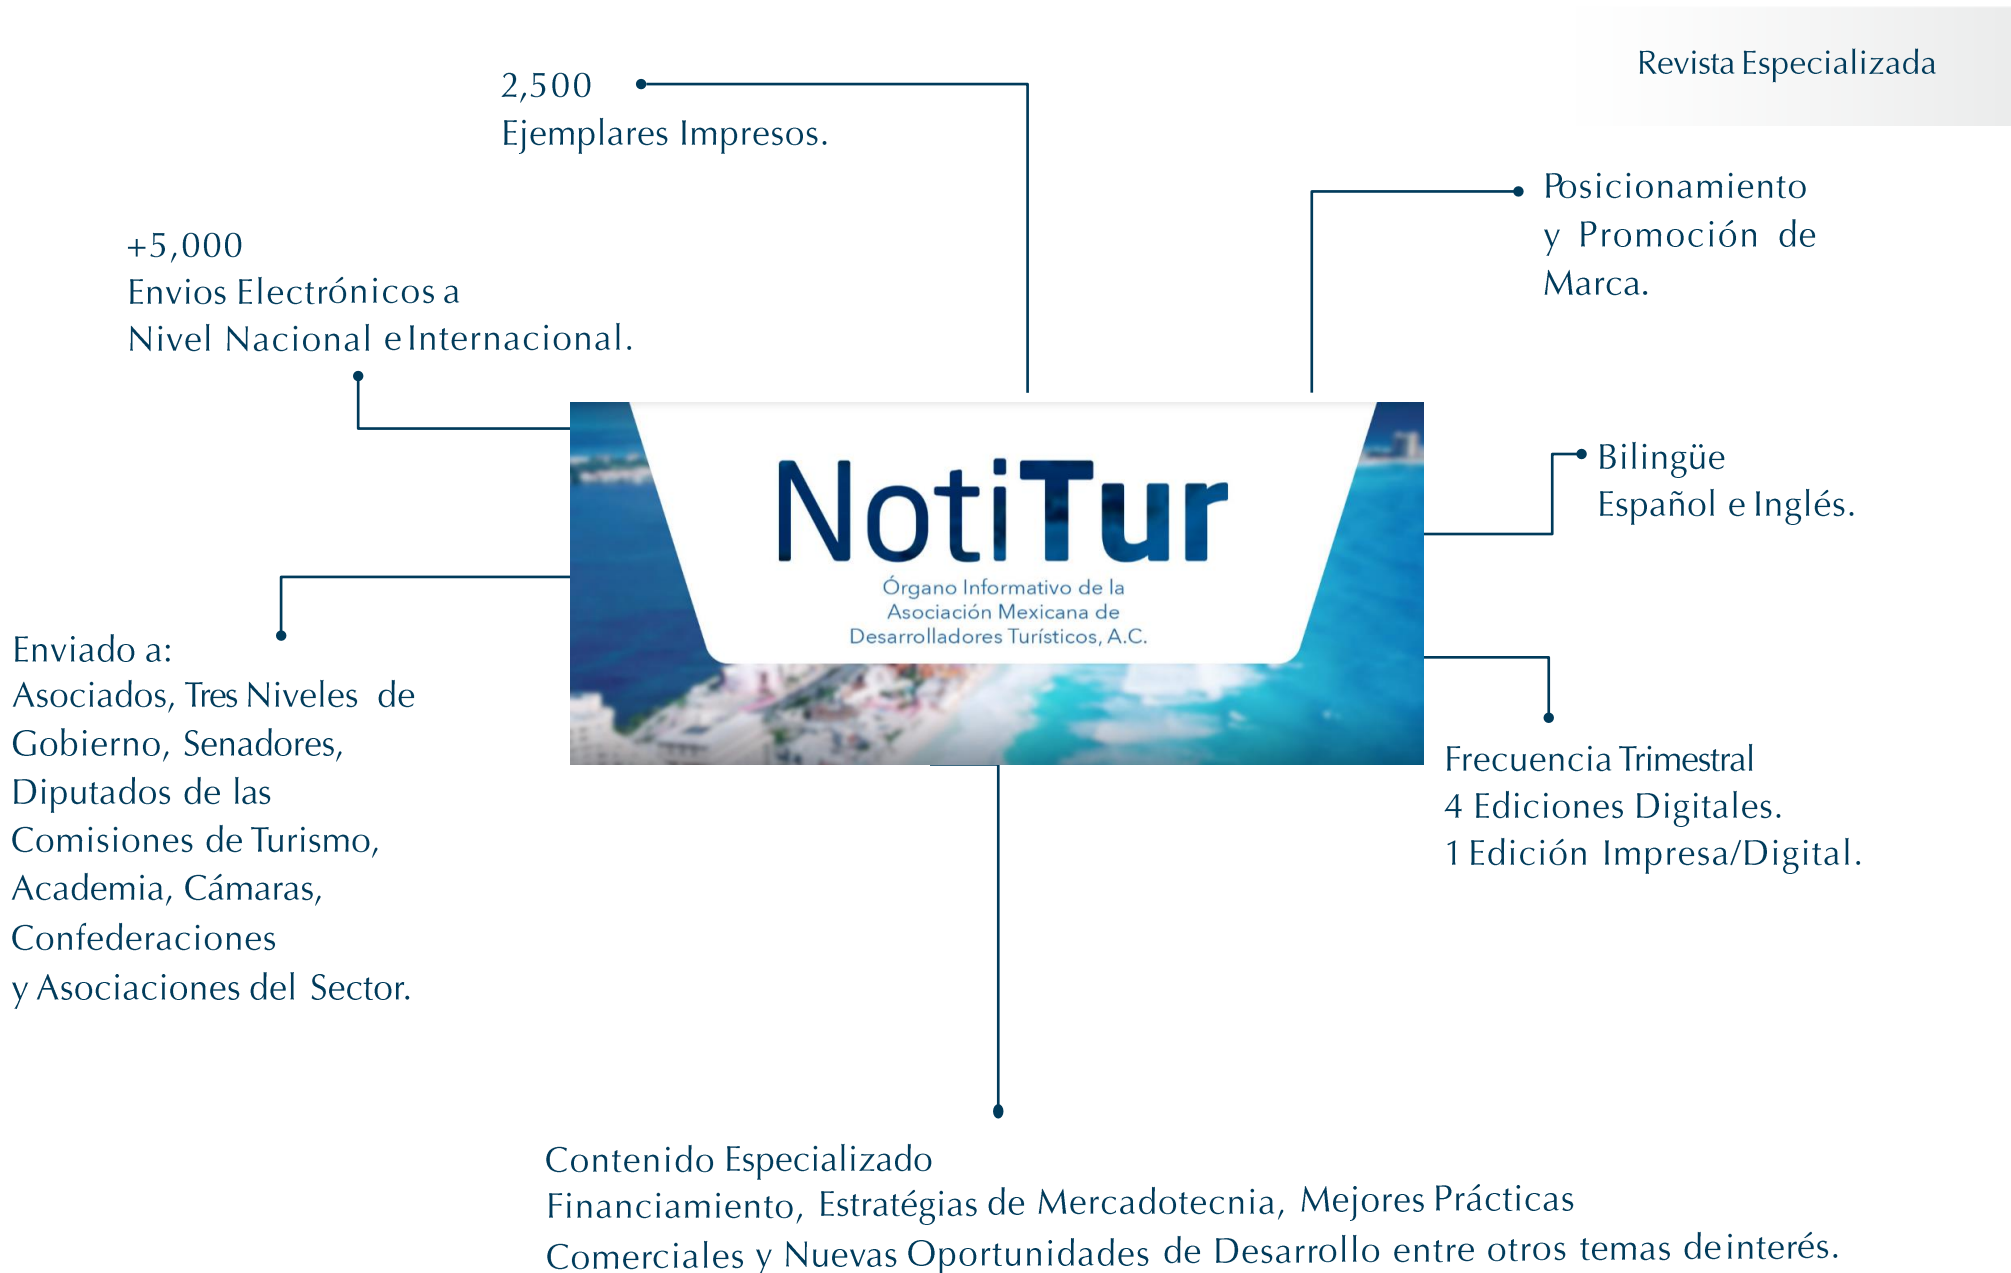 Revista Especializada
2,500
Ejemplares Impresos.
Posicionamiento
y Promoción de
Marca.
+5,000
Envios Electrónicos a
Nivel Nacional e Internacional.
Bilingüe
Español e Inglés.
NotiTur
Órgano Informativo de la
Asociación Mexicana de
Desarrolladores Turísticos, A.C.
Enviado a:
Asociados, Tres Niveles de
Gobierno, Senadores,
Diputados de las
Comisiones de Turismo,
Academia, Cámaras,
Confederaciones
y Asociaciones del Sector.
Frecuencia Trimestral
4 Ediciones Digitales.
1 Edición Impresa/Digital.
Contenido Especializado
Financiamiento, Estratégias de Mercadotecnia, Mejores Prácticas
Comerciales y Nuevas Oportunidades de Desarrollo entre otros temas de interés.